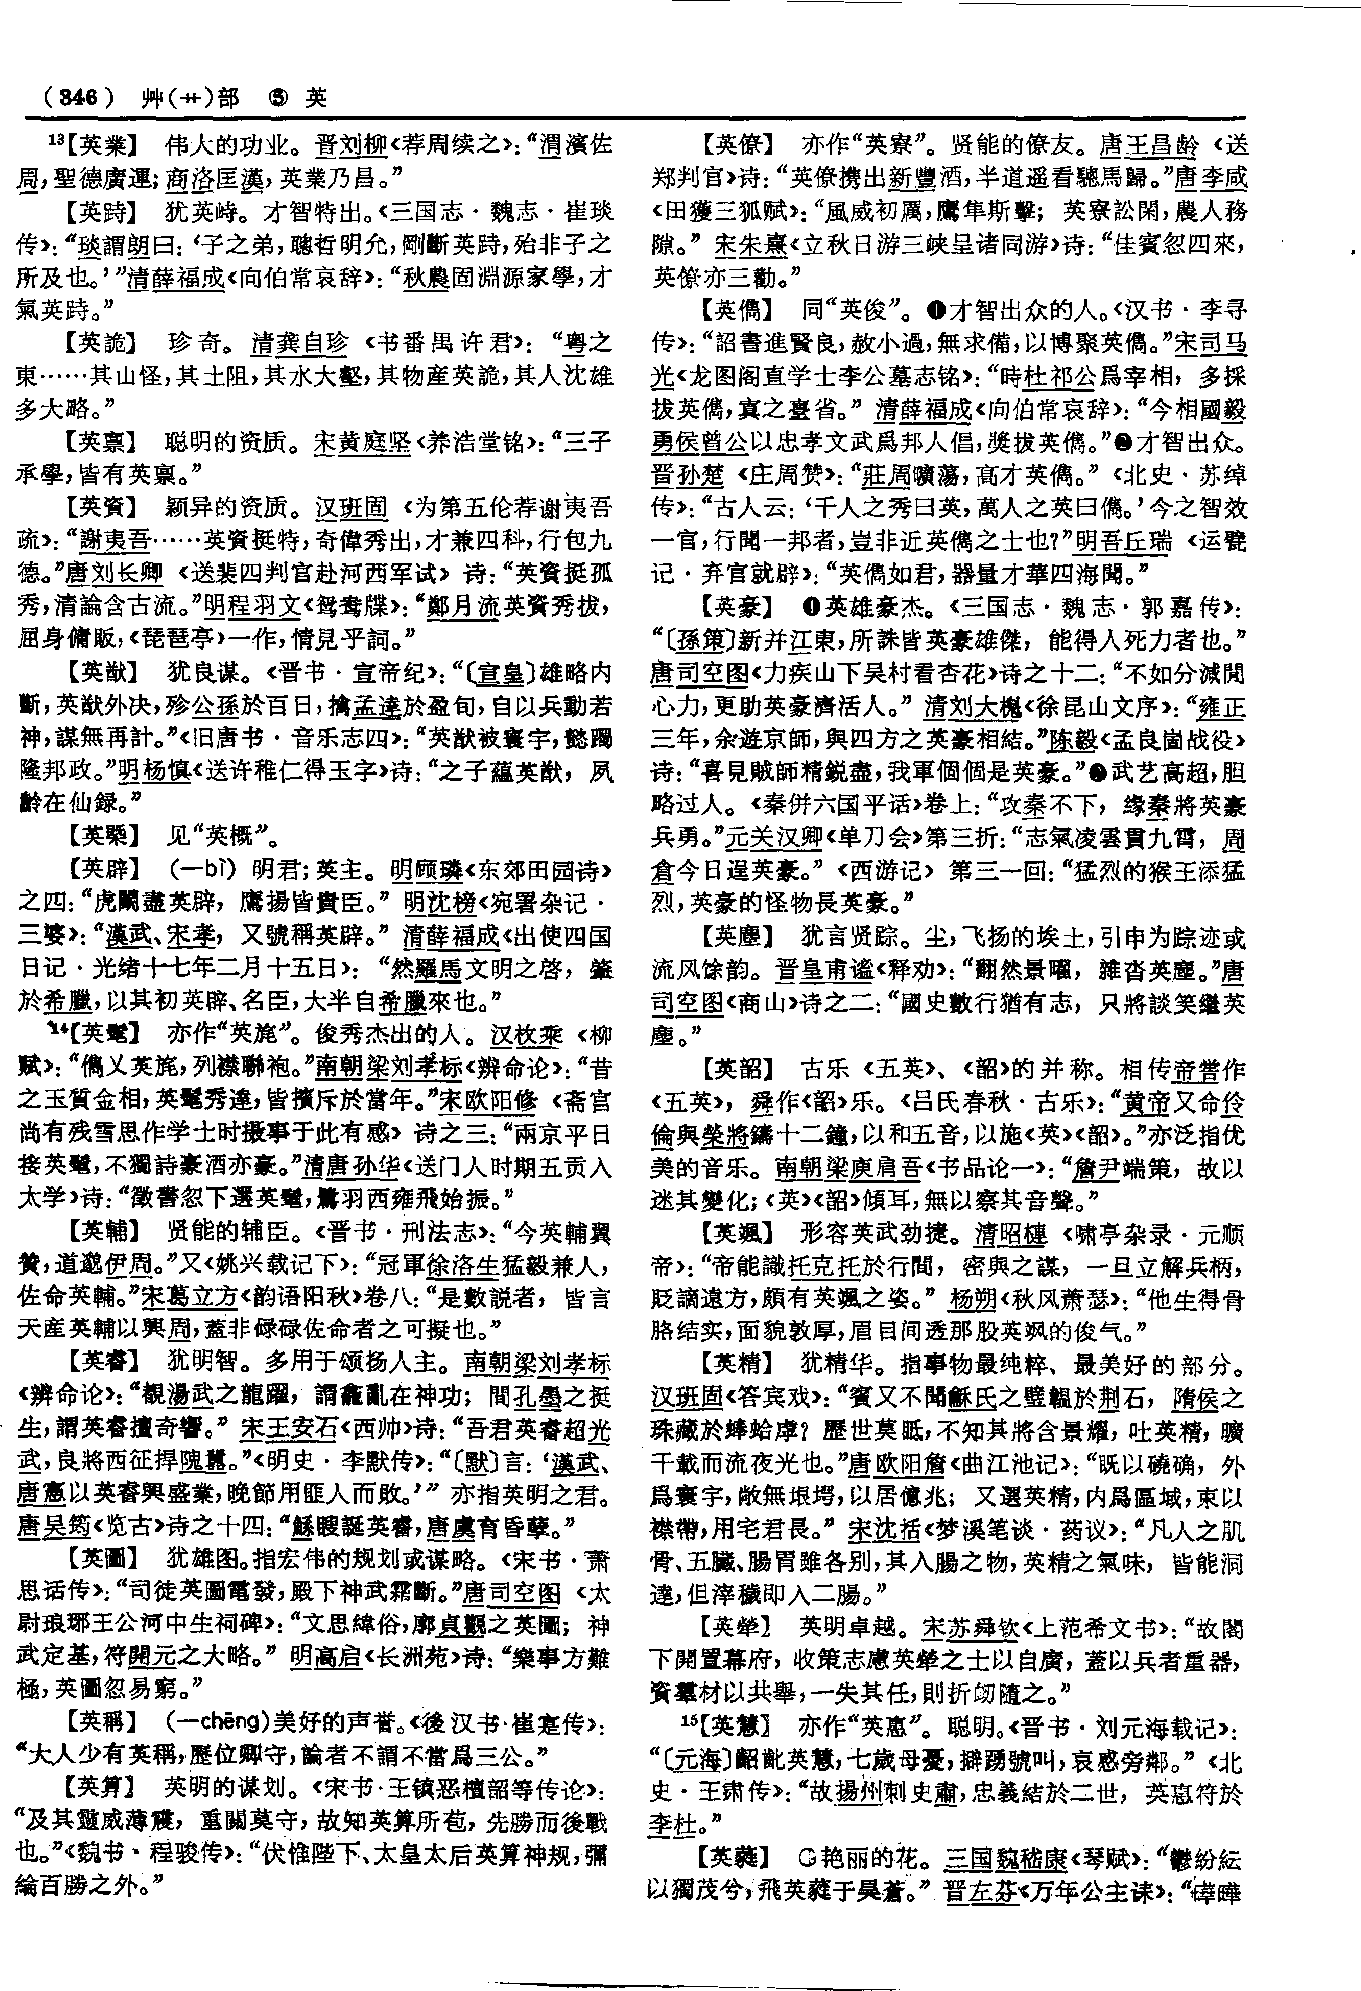 (346) 艸(艹)部 ⑤ 英
¹³【英業】 伟人的功业。晋刘柳《荐周续之》：“渭濱佐
周，聖德廣運；商洛匡漢，英業乃昌。”
【英跱】 犹英峙。才智特出。《三国志·魏志·崔琰
传》：“琰謂朗曰：‘子之弟，聰哲明允，剛斷英跱，殆非子之
所及也。’”清薛福成《向伯常哀辞》：“秋農固淵源家學，才
氣英跱。”
【英詭】 珍奇。清龚自珍《书番禺许君》：“粤之
東……其山怪，其土阻，其水大壑，其物産英詭，其人沈雄
多大略。”
【英禀】 聪明的资质。宋黄庭坚《养浩堂铭》：“三子
承學，皆有英禀。”
【英資】 颖异的资质。汉班固《为第五伦荐谢夷吾
疏》：“謝夷吾……英資挺特，奇偉秀出，才兼四科，行包九
德。”唐刘长卿《送裴四判官赴河西军试》诗：“英資挺孤
秀，清論含古流。”明程羽文《鸳鸯牒》：“鄭月流英資秀拔，
屈身傭販，《琵琶亭》一作，情見乎詞。”
【英猷】 犹良谋。《晋书·宣帝纪》：“〔宣皇〕雄略内
斷，英猷外决，殄公孫於百日，擒孟達於盈旬，自以兵動若
神，謀無再計。”《旧唐书·音乐志四》：“英猷被寰宇，懿躅
隆邦政。”明杨慎《送许稚仁得玉字》诗：“之子藴英猷，夙
齡在仙録。”
【英槩】 见“英概”。
【英辟】 (—bì) 明君；英主。明顾璘《东郊田园诗》
之四：“虎闞盡英辟，鷹揚皆貴臣。”明沈榜《宛署杂记·
三婆》：“漢武、宋孝，又號稱英辟。”清薛福成《出使四国
日记·光绪十七年二月十五日》：“然羅馬文明之啓，肇
於希臘，以其初英辟、名臣，大半自希臘來也。”
¹⁴【英髦】 亦作“英旄”。俊秀杰出的人。汉枚乘《柳
赋》：“儁乂英旄，列襟聯袍。”南朝梁刘孝标《辨命论》：“昔
之玉質金相，英髦秀達，皆擯斥於當年。”宋欧阳修《斋宫
尚有残雪思作学士时摄事于此有感》诗之三：“兩京平日
接英髦，不獨詩豪酒亦豪。”清唐孙华《送门人时期五贡入
太学》诗：“徵書忽下選英髦，鷺羽西雍飛始振。”
【英輔】 贤能的辅臣。《晋书·刑法志》：“今英輔翼
贊，道邈伊周。”又《姚兴载记下》：“冠軍徐洛生猛毅兼人，
佐命英輔。”宋葛立方《韵语阳秋》卷八：“是數説者，皆言
天産英輔以興周，蓋非碌碌佐命者之可擬也。”
【英睿】 犹明智。多用于颂扬人主。南朝梁刘孝标
《辨命论》：“覩湯武之龍躍，謂龕亂在神功；聞孔墨之挺
生，謂英睿擅奇響。”宋王安石《西帅》诗：“吾君英睿超光
武，良將西征捍隗囂。”《明史·李默传》：“〔默〕言：‘漢武、
唐憲以英睿興盛業，晚節用匪人而敗。’”亦指英明之君。
唐吴筠《览古》诗之十四：“鯀瞍誕英睿，唐虞育昏孽。”
【英圖】 犹雄图。指宏伟的规划或谋略。《宋书·萧
思话传》：“司徒英圖電發，殿下神武霜斷。”唐司空图《太
尉琅琊王公河中生祠碑》：“文思緯俗，廓貞觀之英圖；神
武定基，符開元之大略。”明高启《长洲苑》诗：“樂事方難
極，英圖忽易窮。”
【英稱】 (—chēng)美好的声誉。《後汉书·崔寔传》：
“大人少有英稱，歷位卿守，論者不謂不當爲三公。”
【英算】 英明的谋划。《宋书·王镇恶檀韶等传论》：
“及其靈威薄震，重關莫守，故知英算所苞，先勝而後戰
也。”《魏书·程骏传》：“伏惟陛下、太皇太后英算神规，彌
綸百勝之外。”
【英僚】 亦作“英寮”。贤能的僚友。唐王昌龄《送
郑判官》诗：“英僚携出新豐酒，半道遥看驄馬歸。”唐李咸
《田獲三狐赋》：“風威初厲，鷹隼斯擊；英寮訟閑，農人務
隙。”宋朱熹《立秋日游三峡呈诸同游》诗：“佳賓忽四來，
英僚亦三勸。”
【英儁】 同“英俊”。❶才智出众的人。《汉书·李寻
传》：“詔書進賢良，赦小過，無求備，以博聚英儁。”宋司马
光《龙图阁直学士李公墓志铭》：“時杜祁公爲宰相，多採
拔英儁，寘之臺省。”清薛福成《向伯常哀辞》：“今相國毅
勇侯曾公以忠孝文武爲邦人倡，獎拔英儁。”❷才智出众。
晋孙楚《庄周赞》：“莊周曠蕩，高才英儁。”《北史·苏绰
传》：“古人云：‘千人之秀曰英，萬人之英曰儁。’今之智效
一官，行聞一邦者，豈非近英儁之士也？”明吾丘瑞《运甓
记·弃官就辟》：“英儁如君，器量才華四海聞。”
【英豪】 ❶英雄豪杰。《三国志·魏志·郭嘉传》：
“〔孫策〕新并江東，所誅皆英豪雄傑，能得人死力者也。”
唐司空图《力疾山下吴村看杏花》诗之十二：“不如分減閒
心力，更助英豪濟活人。”清刘大櫆《徐昆山文序》：“雍正
三年，余遊京師，與四方之英豪相結。”陈毅《孟良崮战役》
诗：“喜見賊師精鋭盡，我軍個個是英豪。”❷武艺高超，胆
略过人。《秦併六国平话》卷上：“攻秦不下，缘秦將英豪
兵勇。”元关汉卿《单刀会》第三折：“志氣凌雲貫九霄，周
倉今日逞英豪。”《西游记》第三一回：“猛烈的猴王添猛
烈，英豪的怪物長英豪。”
【英塵】 犹言贤踪。尘，飞扬的埃土，引申为踪迹或
流风馀韵。晋皇甫谧《释劝》：“翻然景曜，雜沓英塵。”唐
司空图《商山》诗之二：“國史數行猶有志，只將談笑繼英
塵。”
【英韶】 古乐《五英》、《韶》的并称。相传帝喾作
《五英》，舜作《韶》乐。《吕氏春秋·古乐》：“黄帝又命伶
倫與榮將鑄十二鐘，以和五音，以施《英》《韶》。”亦泛指优
美的音乐。南朝梁庾肩吾《书品论一》：“詹尹端策，故以
迷其變化；《英》《韶》傾耳，無以察其音聲。”
【英颯】 形容英武劲捷。清昭梿《啸亭杂录·元顺
帝》：“帝能識托克托於行間，密與之謀，一旦立解兵柄，
貶謫遠方，頗有英颯之姿。”杨朔《秋风萧瑟》：“他生得骨
胳结实，面貌敦厚，眉目间透那股英飒的俊气。”
【英精】 犹精华。指事物最纯粹、最美好的部分。
汉班固《答宾戏》：“賓又不聞龢氏之璧韞於荆石，隋侯之
珠藏於蜯蛤虖？歷世莫眂，不知其將含景耀，吐英精，曠
千載而流夜光也。”唐欧阳詹《曲江池记》：“既以磽确，外
爲寰宇，敞無垠堮，以居億兆；又選英精，内爲區域，束以
襟帶，用宅君長。”宋沈括《梦溪笔谈·药议》：“凡人之肌
骨、五臟、腸胃雖各别，其入腸之物，英精之氣味，皆能洞
達，但滓穢即入二腸。”
【英犖】 英明卓越。宋苏舜钦《上范希文书》：“故閣
下開置幕府，收策志慮英犖之士以自廣，蓋以兵者重器，
資羣材以共舉，一失其任，則折衂隨之。”
¹⁵【英慧】 亦作“英惠”。聪明。《晋书·刘元海载记》：
“〔元海〕齠齔英慧，七歲母憂，擗踴號叫，哀感旁鄰。”《北
史·王肃传》：“故揚州刺史肅，忠義結於二世，英惠符於
李杜。”
【英蕤】 ❶艳丽的花。三国魏嵇康《琴赋》：“鬱紛紜
以獨茂兮，飛英蕤于昊蒼。”晋左芬《万年公主诔》：“曄曄